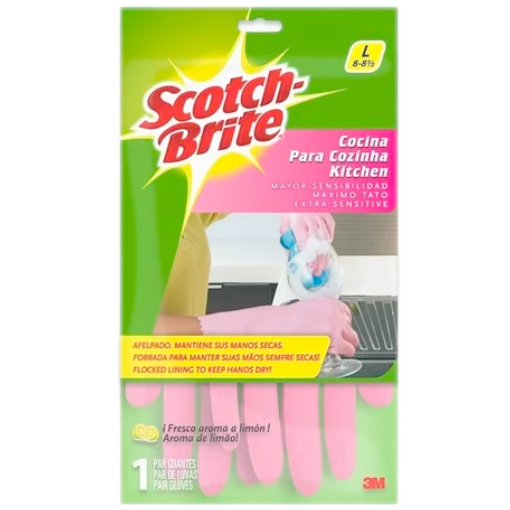 L
8-8½
Scotch-
Brite
Cocina
Para Cozinha
Kitchen
MAYOR SENSIBILIDAD
MÁXIMO TATO
EXTRA SENSITIVE
AFELPADO. MANTIENE SUS MANOS SECAS.
FORRADA PARA MANTER SUAS MÃOS SEMPRE SECAS!
FLOCKED LINING TO KEEP HANDS DRY!
¡Fresco aroma a limón!
Aroma de limão!
1 PAR GUANTES
PAR DE LUVAS
PAIR GLOVES
3M